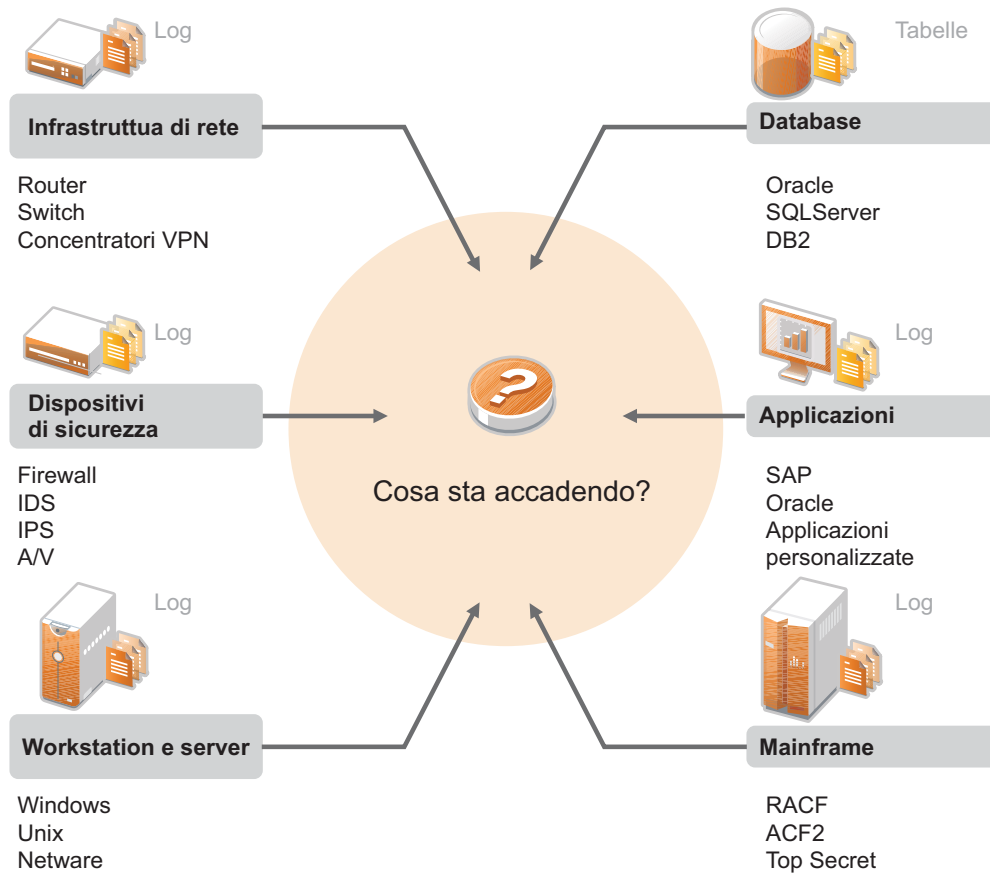 Log
Infrastruttua di rete
Router
Switch
Concentratori VPN
Log
Dispositivi
di sicurezza
Firewall
IDS
IPS
A/V
Log
Workstation e server
Windows
Unix
Netware
Cosa sta accadendo?
Tabelle
Database
Oracle
SQLServer
DB2
Log
Applicazioni
SAP
Oracle
Applicazioni
personalizzate
Log
Mainframe
RACF
ACF2
Top Secret